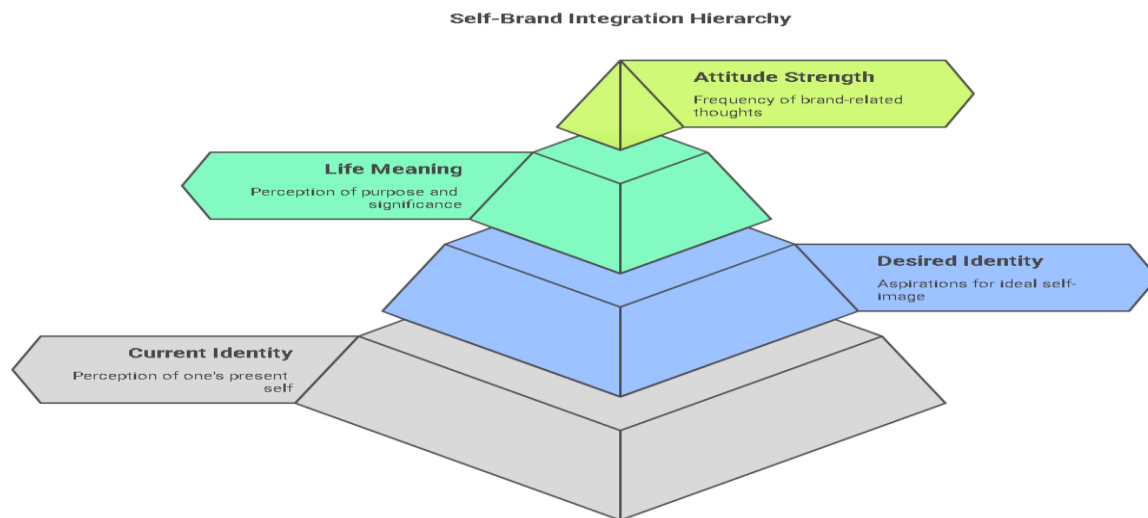 Self-Brand Integration Hierarchy
Attitude Strength
Frequency of brand-related
thoughts
Life Meaning
Perception of purpose and
significance
Desired Identity
Aspirations for ideal self-
image
Current Identity
Perception of one's present
self